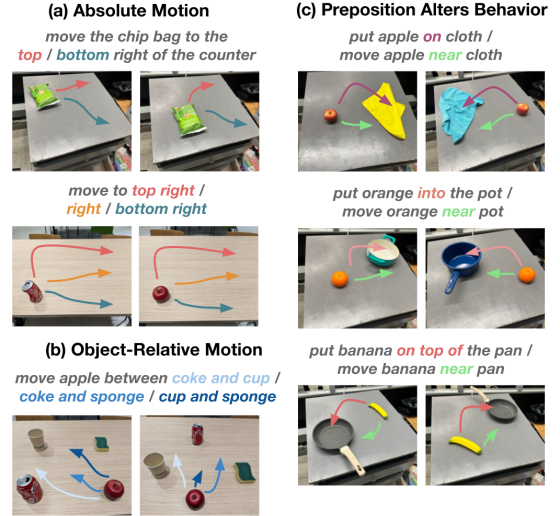 (a) Absolute Motion
move the chip bag to the
top / bottom right of the counter
move to top right /
right / bottom right
(b) Object-Relative Motion
move apple between coke and cup /
coke and sponge / cup and sponge
(c) Preposition Alters Behavior
put apple on cloth /
move apple near cloth
put orange into the pot /
move orange near pot
put banana on top of the pan /
move banana near pan